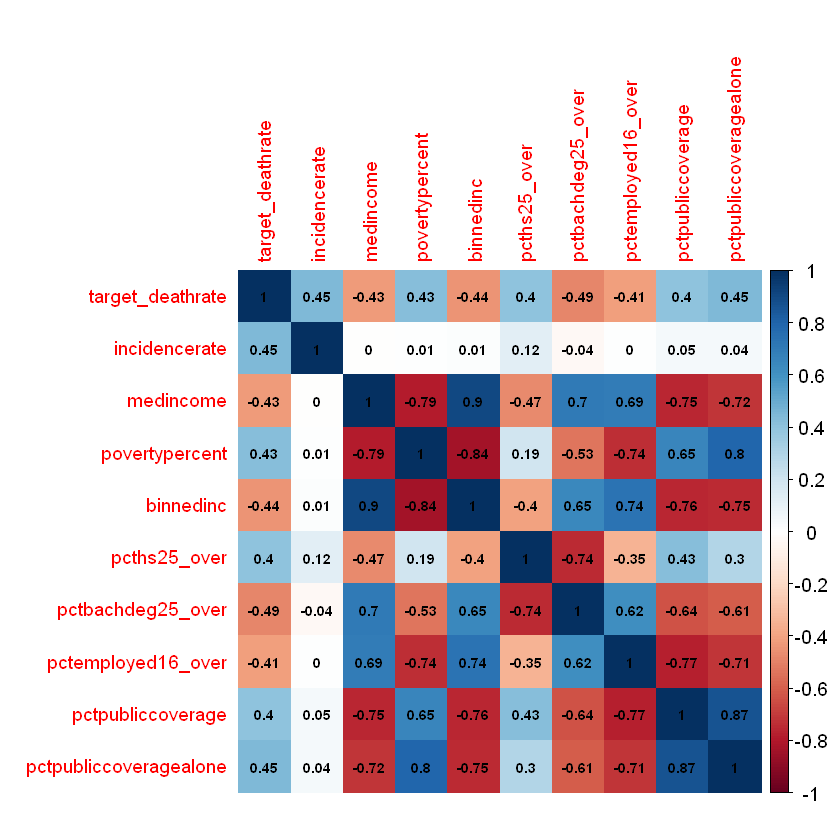 target_deathrate
incidencerate
medincome
povertypercent
binnedinc
pcths25_over
pctbachdeg25_over
pctemployed16_over
pctpubliccoverage
pctpubliccoveragealone
target_deathrate 1 0.45 -0.43 0.43 -0.44 0.4 -0.49 -0.41 0.4 0.45
incidencerate 0.45 1 0 0.01 0.01 0.12 -0.04 0 0.05 0.04
medincome -0.43 0 1 -0.79 0.9 -0.47 0.7 0.69 -0.75 -0.72
povertypercent 0.43 0.01 -0.79 1 -0.84 0.19 -0.53 -0.74 0.65 0.8
binnedinc -0.44 0.01 0.9 -0.84 1 -0.4 0.65 0.74 -0.76 -0.75
pcths25_over 0.4 0.12 -0.47 0.19 -0.4 1 -0.74 -0.35 0.43 0.3
pctbachdeg25_over -0.49 -0.04 0.7 -0.53 0.65 -0.74 1 0.62 -0.64 -0.61
pctemployed16_over -0.41 0 0.69 -0.74 0.74 -0.35 0.62 1 -0.77 -0.71
pctpubliccoverage 0.4 0.05 -0.75 0.65 -0.76 0.43 -0.64 -0.77 1 0.87
pctpubliccoveragealone 0.45 0.04 -0.72 0.8 -0.75 0.3 -0.61 -0.71 0.87 1
1
0.8
0.6
0.4
0.2
0
-0.2
-0.4
-0.6
-0.8
-1